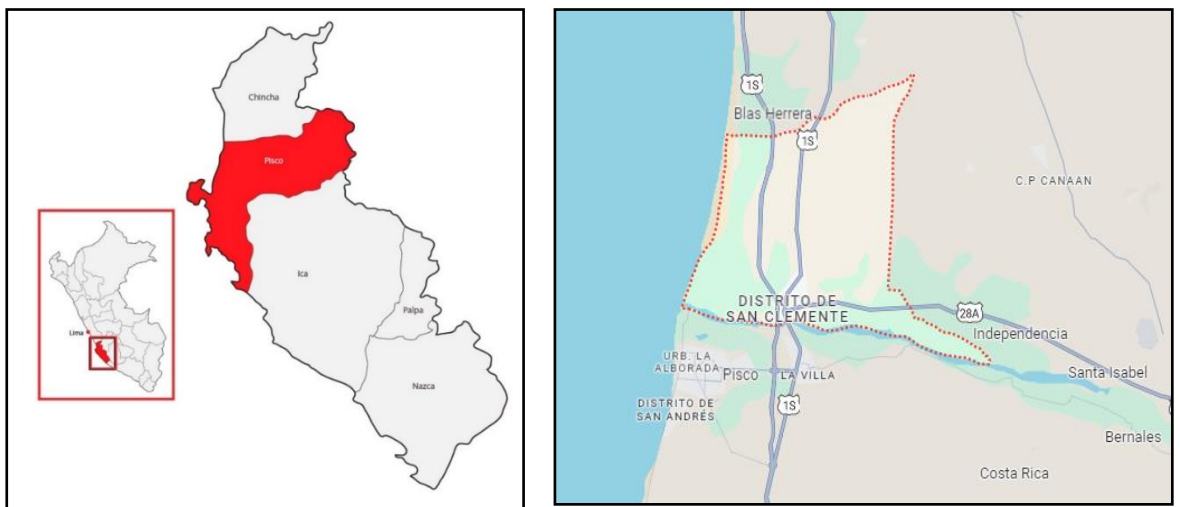 Chincha
Pisco
Ica
Palpa
Nazca
Lima
1S
Blas Herrera
1S
C.P CANAAN
DISTRITO DE
SAN CLEMENTE
28A
Independencia
URB. LA
ALBORADA
Pisco
LA VILLA
Santa Isabel
DISTRITO DE
SAN ANDRÉS
1S
Bernales
Costa Rica